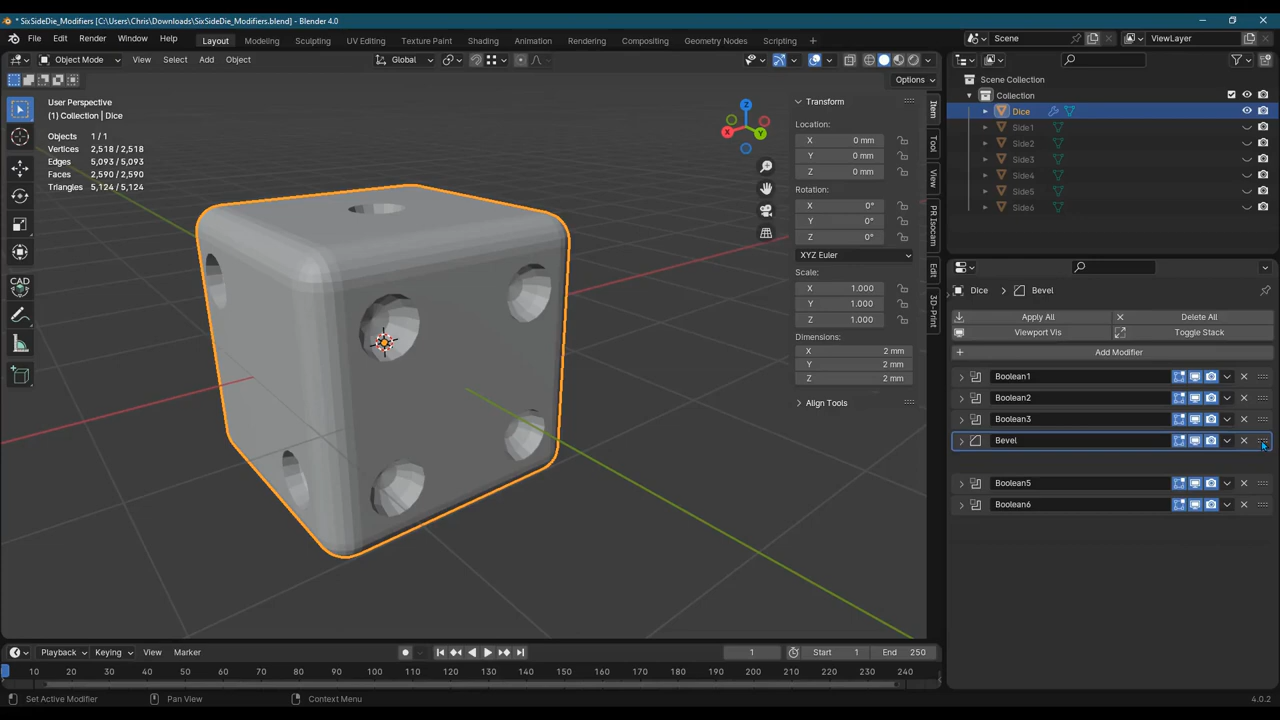 * SixSideDie_Modifiers [C:\Users\Chris\Downloads\SixSideDie_Modifiers.blend] - Blender 4.0
File Edit Render Window Help Layout Modeling Sculpting UV Editing Texture Paint Shading Animation Rendering Compositing Geometry Nodes Scripting + Scene ViewLayer
Object Mode View Select Add Object Global
Options
User Perspective
(1) Collection | Dice
Objects 1 / 1
Vertices 2,518 / 2,518
Edges 5,093 / 5,093
Faces 2,590 / 2,590
Triangles 5,124 / 5,124
Z
X
Y
Transform
Location:
X 0 mm
Y 0 mm
Z 0 mm
Rotation:
X 0°
Y 0°
Z 0°
XYZ Euler
Scale:
X 1.000
Y 1.000
Z 1.000
Dimensions:
X 2 mm
Y 2 mm
Z 2 mm
Align Tools
Item
Tool
View
PR Isocam
Edit
3D-Print
CAD
Scene Collection
Collection
Dice
Side1
Side2
Side3
Side4
Side5
Side6
Dice > Bevel
Apply All Delete All
Viewport Vis Toggle Stack
Add Modifier
Boolean1
Boolean2
Boolean3
Bevel
Boolean5
Boolean6
Playback Keying View Marker 1 Start 1 End 250
10 20 30 40 50 60 70 80 90 100 110 120 130 140 150 160 170 180 190 200 210 220 230 240
Set Active Modifier Pan View Context Menu 4.0.2